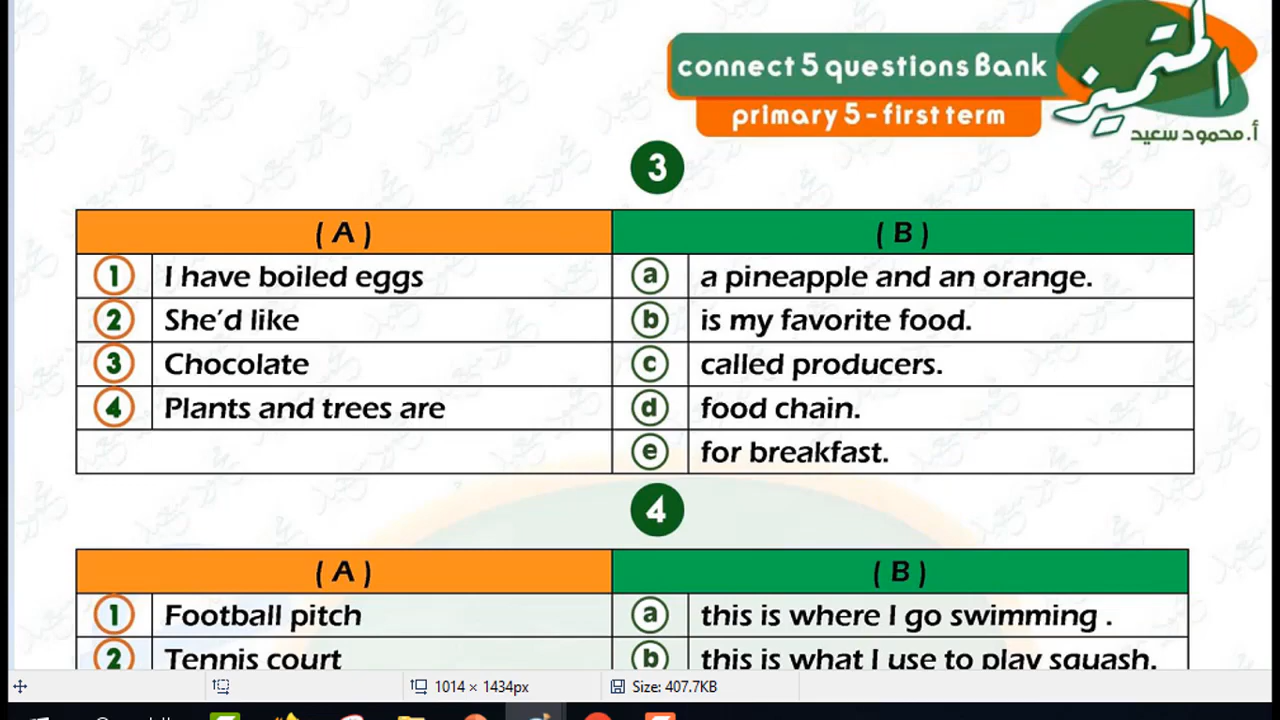 connect 5 questions Bank
primary 5 - first term
المتميز
أ. محمود سعيد
3
( A ) ( B )
1 I have boiled eggs a a pineapple and an orange.
2 She'd like b is my favorite food.
3 Chocolate c called producers.
4 Plants and trees are d food chain.
e for breakfast.
4
( A ) ( B )
1 Football pitch a this is where I go swimming .
2 Tennis court b this is what I use to play squash.
1014 × 1434px Size: 407.7KB